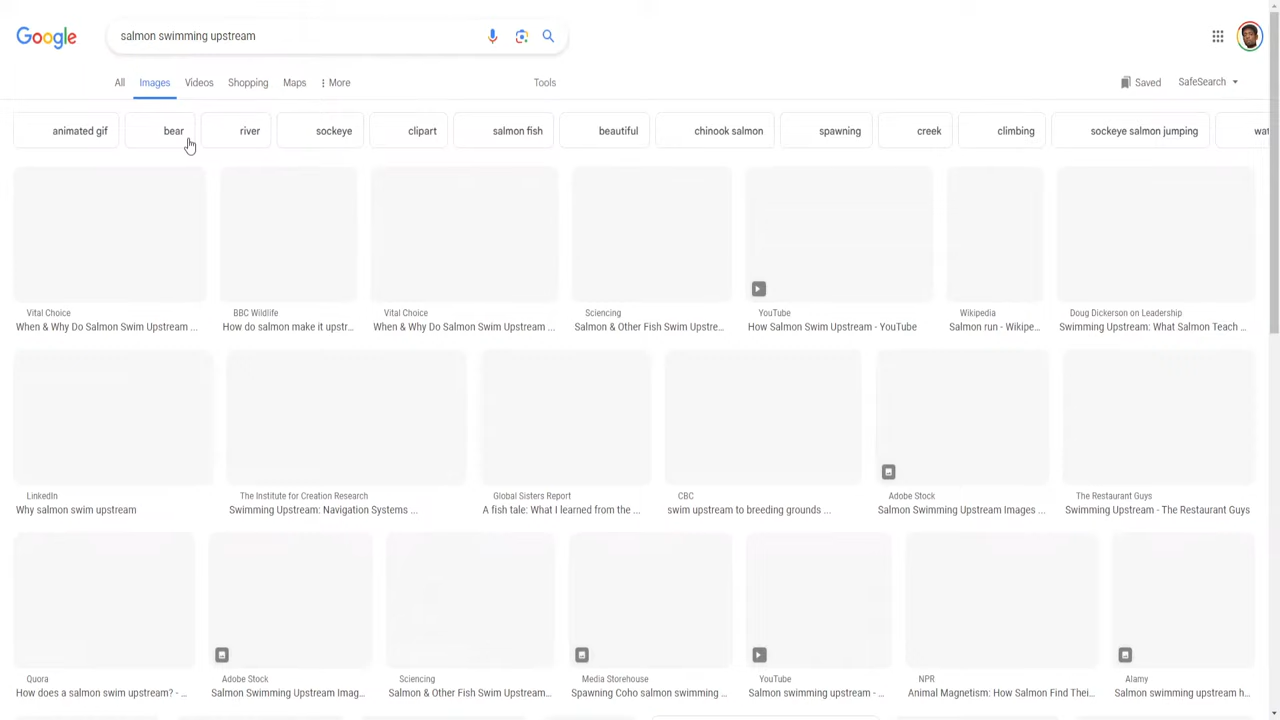 Google
salmon swimming upstream
All Images Videos Shopping Maps More Tools Saved SafeSearch
animated gif bear river sockeye clipart salmon fish beautiful chinook salmon spawning creek climbing sockeye salmon jumping wat
Vital Choice BBC Wildlife Vital Choice Sciencing YouTube Wikipedia Doug Dickerson on Leadership
When & Why Do Salmon Swim Upstream ... How do salmon make it upstr... When & Why Do Salmon Swim Upstream ... Salmon & Other Fish Swim Upstre... How Salmon Swim Upstream - YouTube Salmon run - Wikipe... Swimming Upstream: What Salmon Teach ...
LinkedIn The Institute for Creation Research Global Sisters Report CBC Adobe Stock The Restaurant Guys
Why salmon swim upstream Swimming Upstream: Navigation Systems ... A fish tale: What I learned from the ... swim upstream to breeding grounds ... Salmon Swimming Upstream Images ... Swimming Upstream - The Restaurant Guys
Quora Adobe Stock Sciencing Media Storehouse YouTube NPR Alamy
How does a salmon swim upstream? - ... Salmon Swimming Upstream Imag... Salmon & Other Fish Swim Upstream... Spawning Coho salmon swimming ... Salmon swimming upstream - ... Animal Magnetism: How Salmon Find Thei... Salmon swimming upstream h...